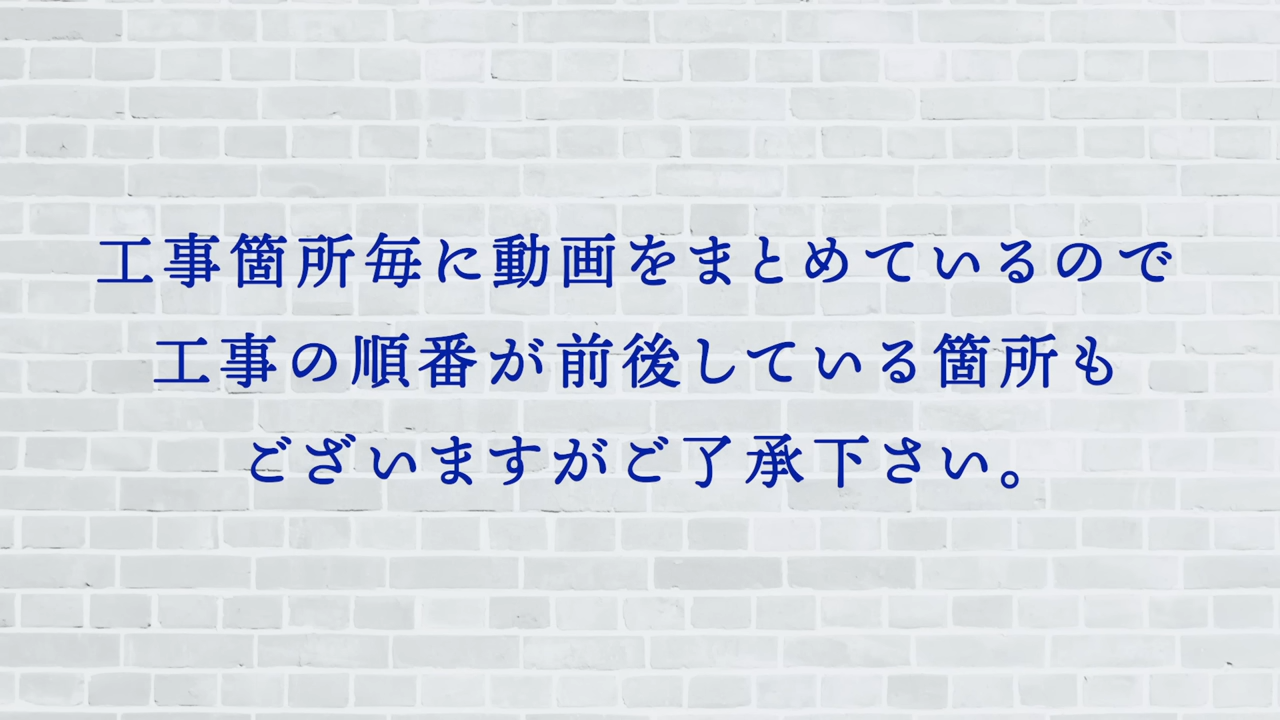 工事箇所毎に動画をまとめているので
工事の順番が前後している箇所も
ございますがご了承下さい。